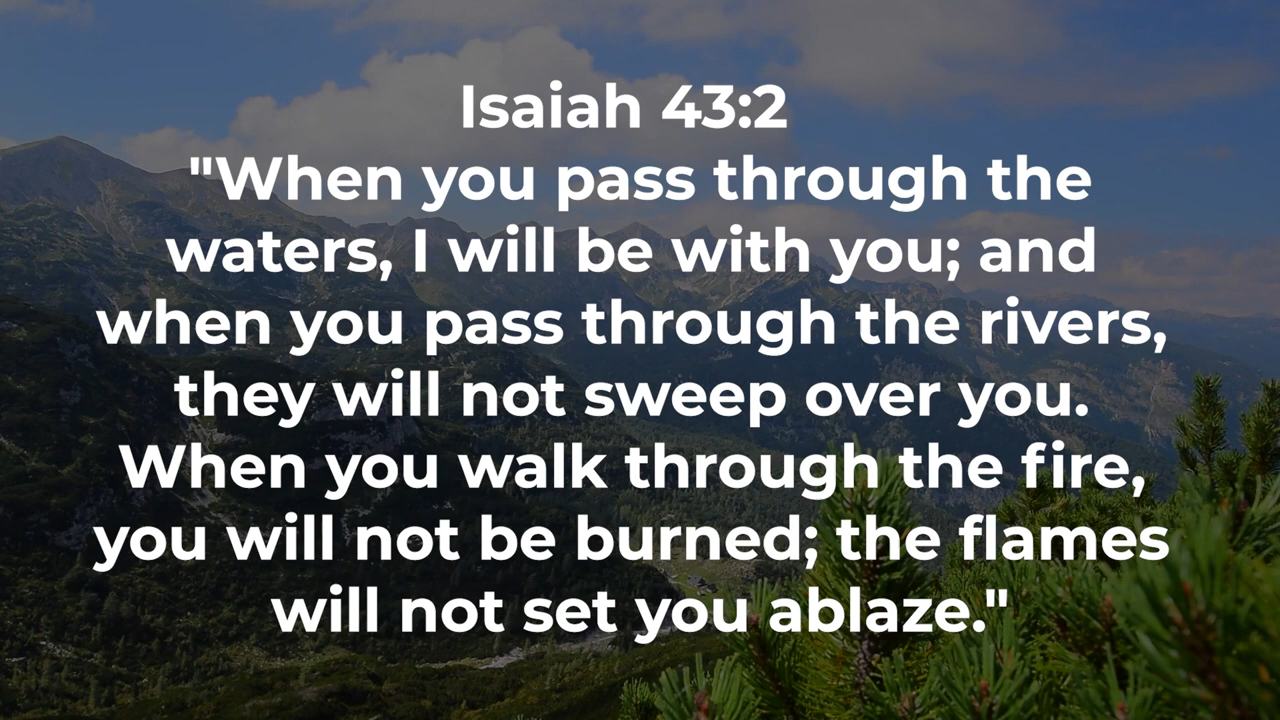 Isaiah 43:2
"When you pass through the
waters, I will be with you; and
when you pass through the rivers,
they will not sweep over you.
When you walk through the fire,
you will not be burned; the flames
will not set you ablaze."